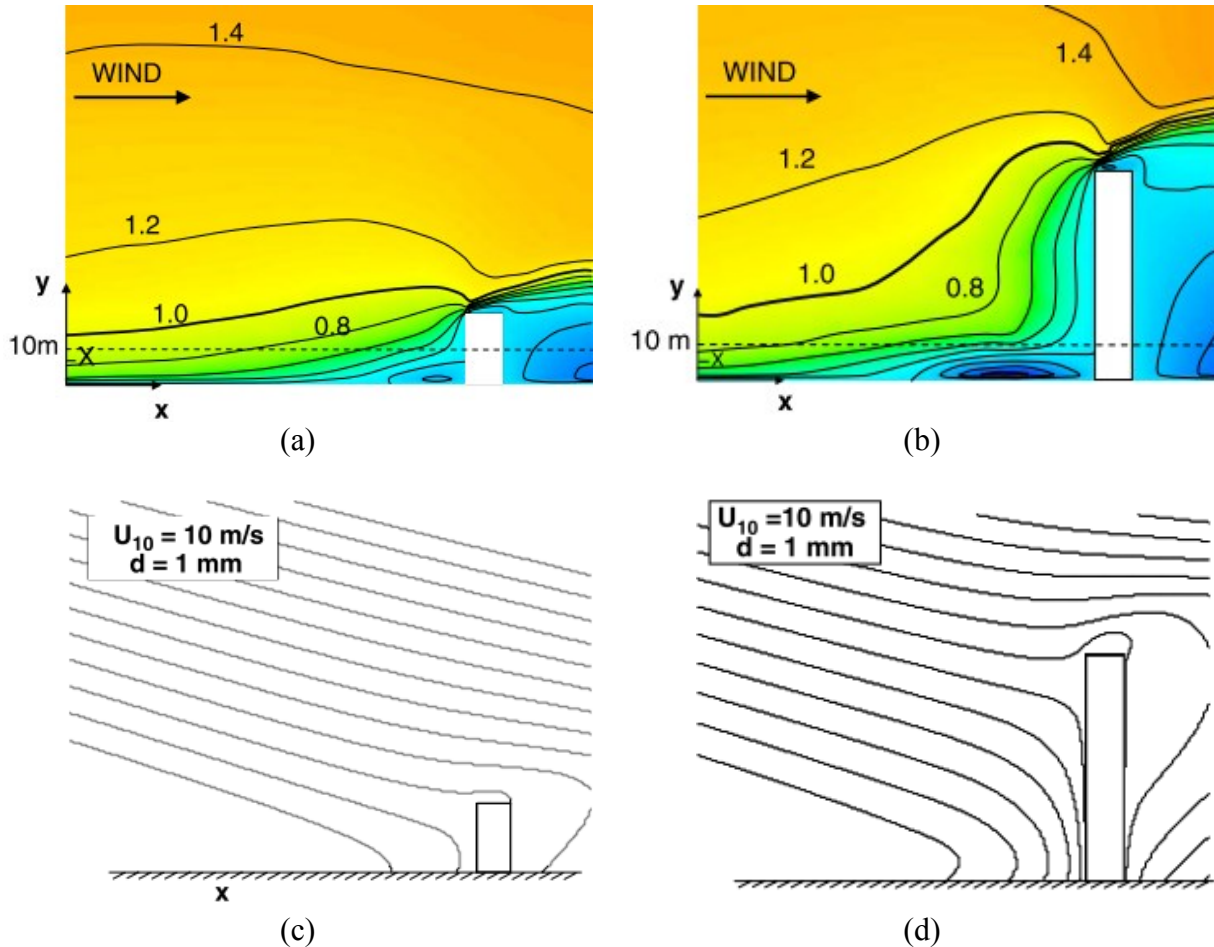 1.4
WIND
1.2
y
1.0
0.8
10m
X
x
(a)
1.4
WIND
1.2
y
1.0
0.8
10 m
X
x
(b)
U₁₀ = 10 m/s
d = 1 mm
x
(c)
U₁₀ =10 m/s
d = 1 mm
(d)